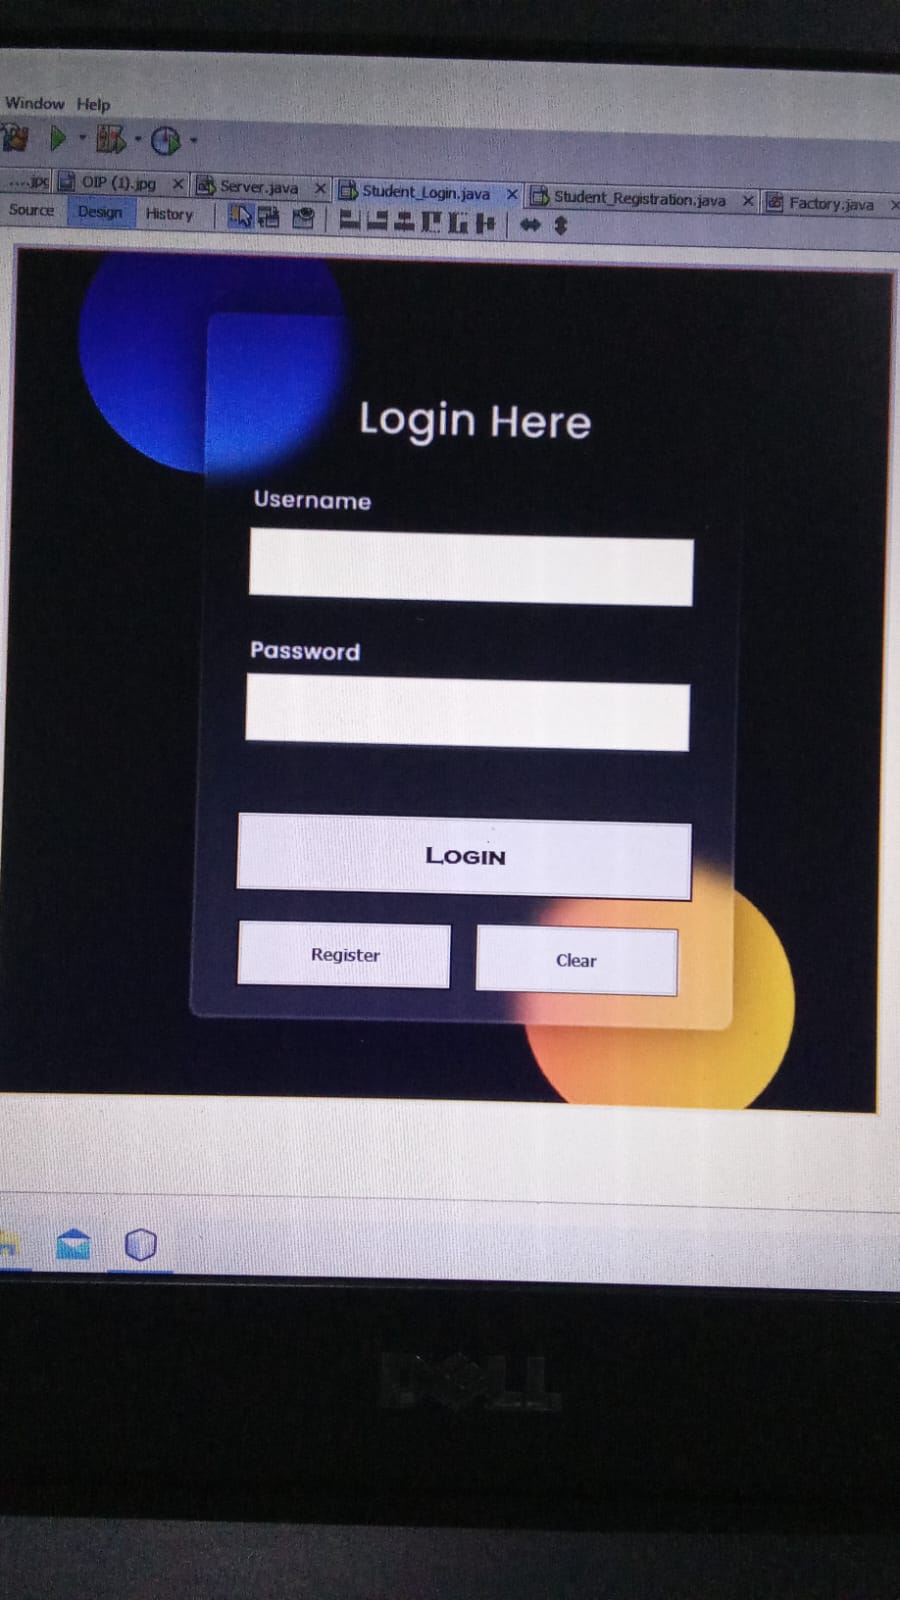 Window Help
....jpg OIP (1).jpg Server.java Student_Login.java Student_Registration.java Factory.java
Source Design History
Login Here
Username
Password
LOGIN
Register Clear
DELL